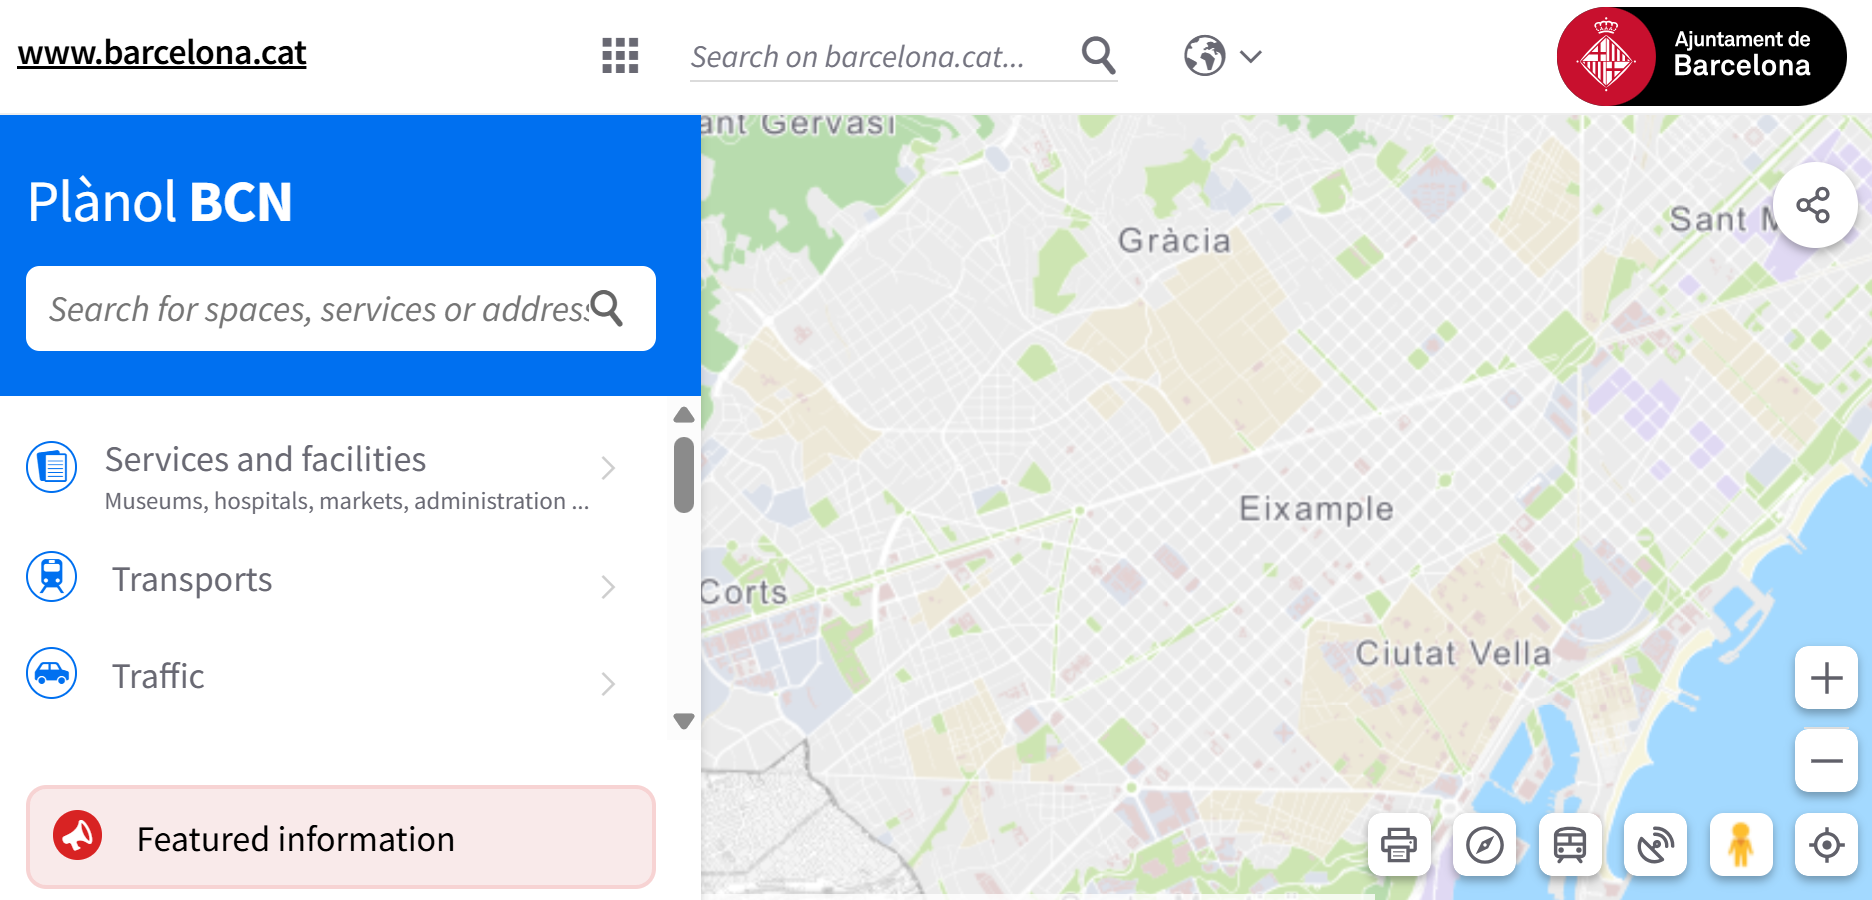 www.barcelona.cat
Search on barcelona.cat...
Ajuntament de
Barcelona
Plànol BCN
Search for spaces, services or address
Services and facilities
Museums, hospitals, markets, administration ...
Transports
Traffic
Featured information
ant Gervasi
Gràcia
Sant M
Eixample
Corts
Ciutat Vella